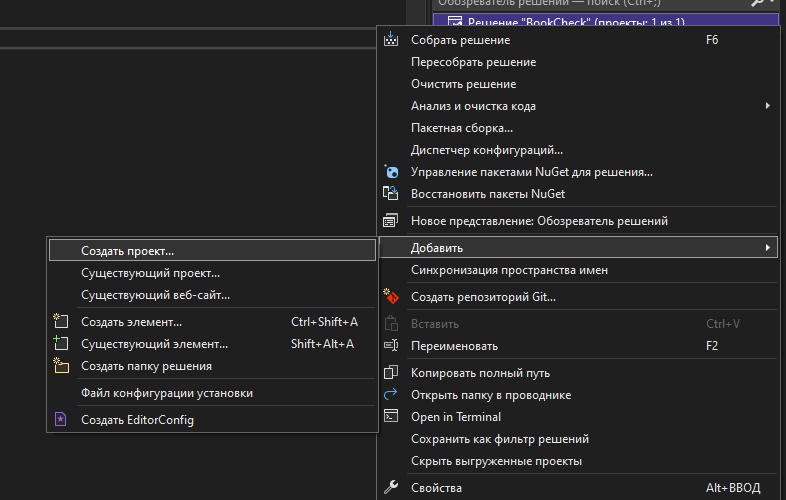 Обозреватель решений — поиск (Ctrl+;)
Решение "BookCheck" (проекты: 1 из 1)
Собрать решение F6
Пересобрать решение
Очистить решение
Анализ и очистка кода
Пакетная сборка...
Диспетчер конфигураций...
Управление пакетами NuGet для решения...
Восстановить пакеты NuGet
Новое представление: Обозреватель решений
Добавить
Синхронизация пространства имен
Создать репозиторий Git...
Вставить Ctrl+V
Переименовать F2
Копировать полный путь
Открыть папку в проводнике
Open in Terminal
Сохранить как фильтр решений
Скрыть выгруженные проекты
Свойства Alt+ВВОД
Создать проект...
Существующий проект...
Существующий веб-сайт...
Создать элемент... Ctrl+Shift+A
Существующий элемент... Shift+Alt+A
Создать папку решения
Файл конфигурации установки
Создать EditorConfig